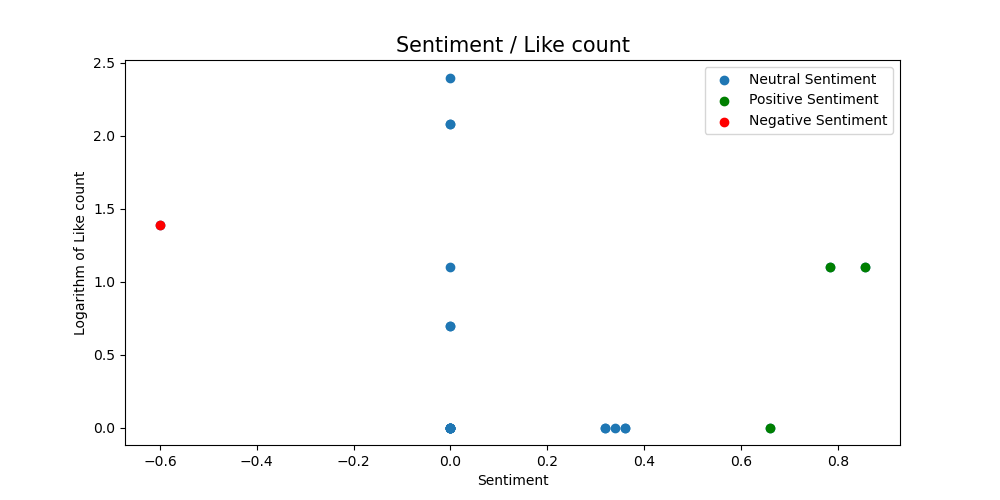 Sentiment / Like count
Neutral Sentiment
Positive Sentiment
Negative Sentiment
Logarithm of Like count
2.5
2.0
1.5
1.0
0.5
0.0
−0.6 −0.4 −0.2 0.0 0.2 0.4 0.6 0.8
Sentiment